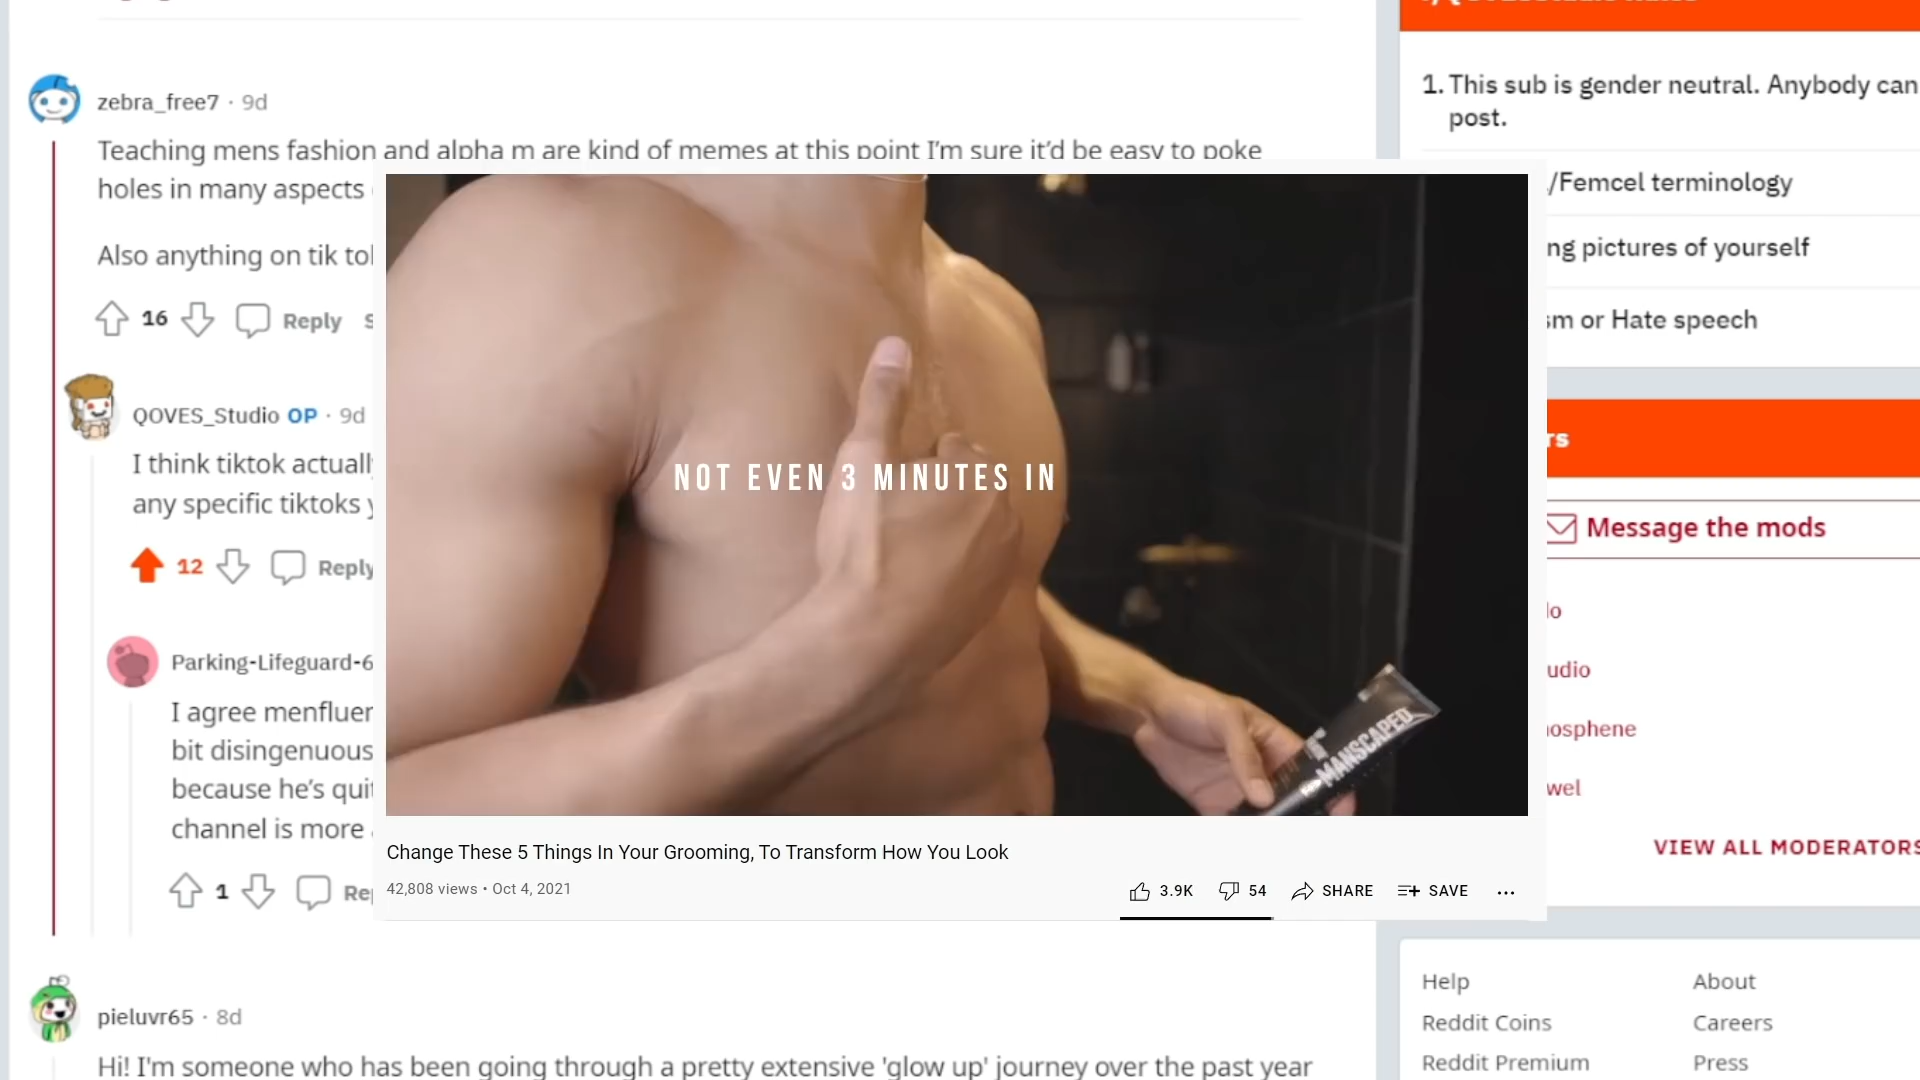 zebra_free7 · 9d
Teaching mens fashion and alpha m are kind of memes at this point I'm sure it'd be easy to poke
holes in many aspects
Also anything on tik
16 Reply
QOVES_Studio OP · 9d
I think tiktok
any specific tiktoks
12 Reply
Parking-Lifeguard-6
I agree
bit disingenuous
because he's
channel is more
1
pieluvr65 · 8d
Hi! I'm someone who has been going through a pretty extensive 'glow up' journey over the past year
NOT EVEN 3 MINUTES IN
MANSCAPED
Change These 5 Things In Your Grooming, To Transform How You Look
42,808 views • Oct 4, 2021
3.9K 54 SHARE SAVE ...
1. This sub is gender neutral. Anybody can
post.
/Femcel terminology
pictures of yourself
or Hate speech
Message the mods
VIEW ALL MODERATORS
Help About
Reddit Coins Careers
Reddit Premium Press